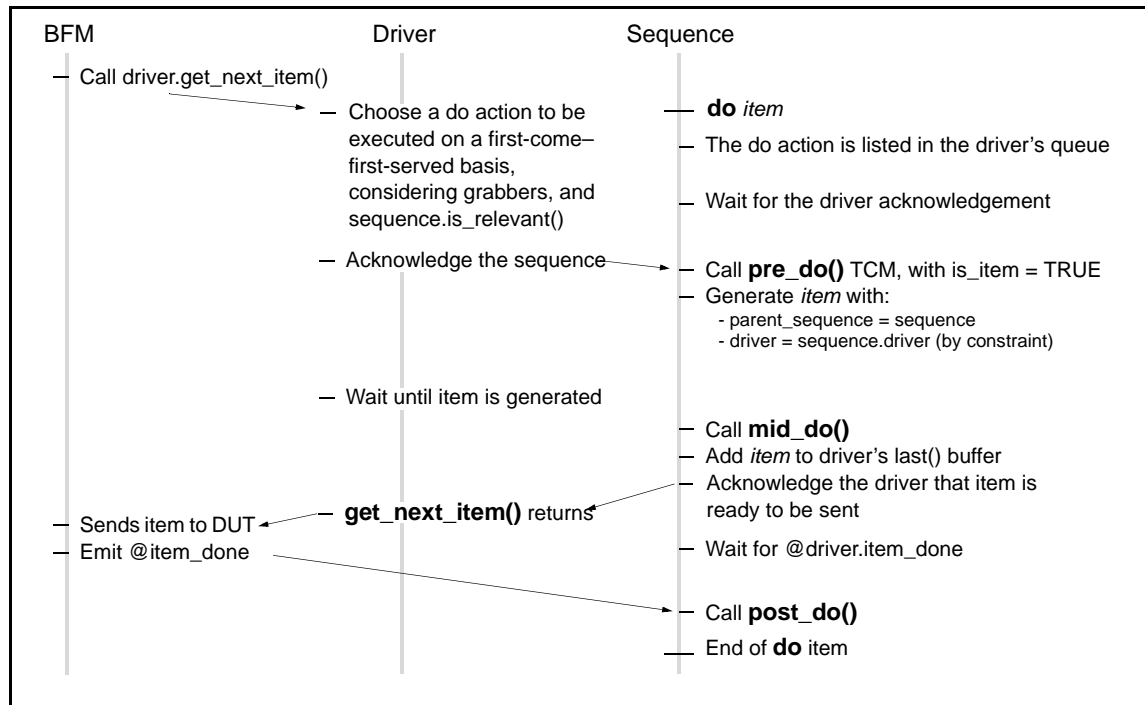 BFM Driver Sequence
Call driver.get_next_item()
Choose a do action to be
executed on a first-come–
first-served basis,
considering grabbers, and
sequence.is_relevant()
do item
The do action is listed in the driver's queue
Wait for the driver acknowledgement
Acknowledge the sequence
Call pre_do() TCM, with is_item = TRUE
Generate item with:
- parent_sequence = sequence
- driver = sequence.driver (by constraint)
Wait until item is generated
Call mid_do()
Add item to driver's last() buffer
Acknowledge the driver that item is
ready to be sent
get_next_item() returns
Sends item to DUT
Emit @item_done
Wait for @driver.item_done
Call post_do()
End of do item